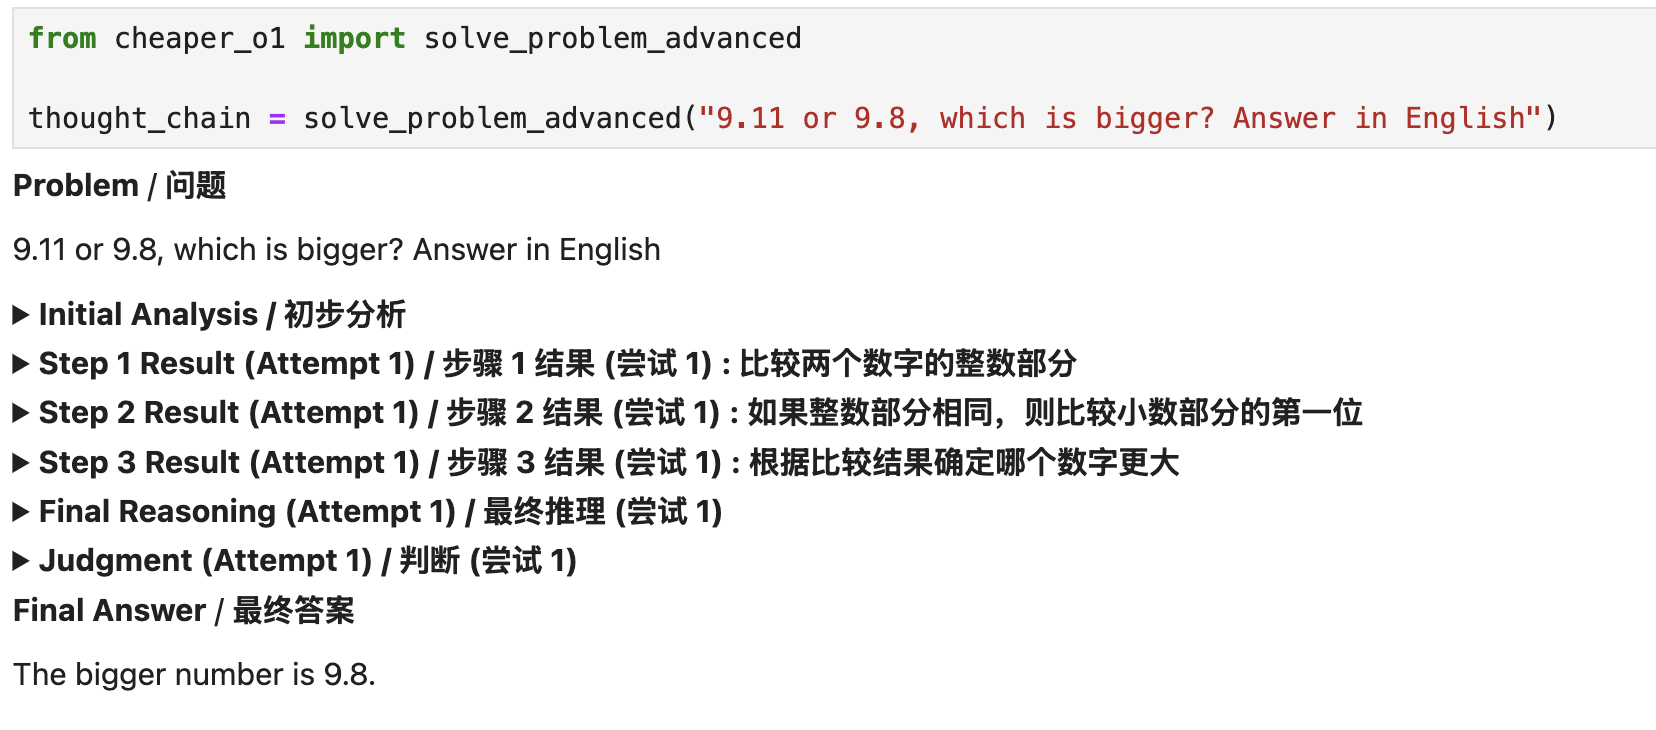 from cheaper_o1 import solve_problem_advanced
thought_chain = solve_problem_advanced("9.11 or 9.8, which is bigger? Answer in English")
Problem / 问题
9.11 or 9.8, which is bigger? Answer in English
▶ Initial Analysis / 初步分析
▶ Step 1 Result (Attempt 1) / 步骤 1 结果 (尝试 1) : 比较两个数字的整数部分
▶ Step 2 Result (Attempt 1) / 步骤 2 结果 (尝试 1) : 如果整数部分相同，则比较小数部分的第一位
▶ Step 3 Result (Attempt 1) / 步骤 3 结果 (尝试 1) : 根据比较结果确定哪个数字更大
▶ Final Reasoning (Attempt 1) / 最终推理 (尝试 1)
▶ Judgment (Attempt 1) / 判断 (尝试 1)
Final Answer / 最终答案
The bigger number is 9.8.